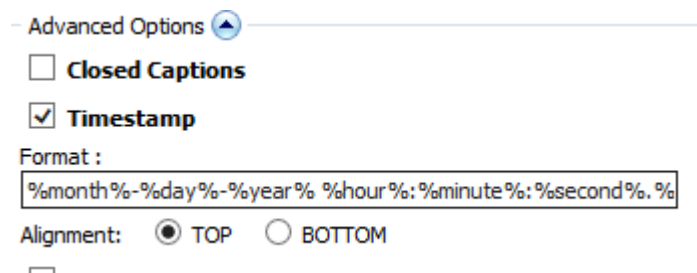 Advanced Options
Closed Captions
Timestamp
Format :
%month%-%day%-%year% %hour%:%minute%:%second%.%
Alignment: TOP BOTTOM